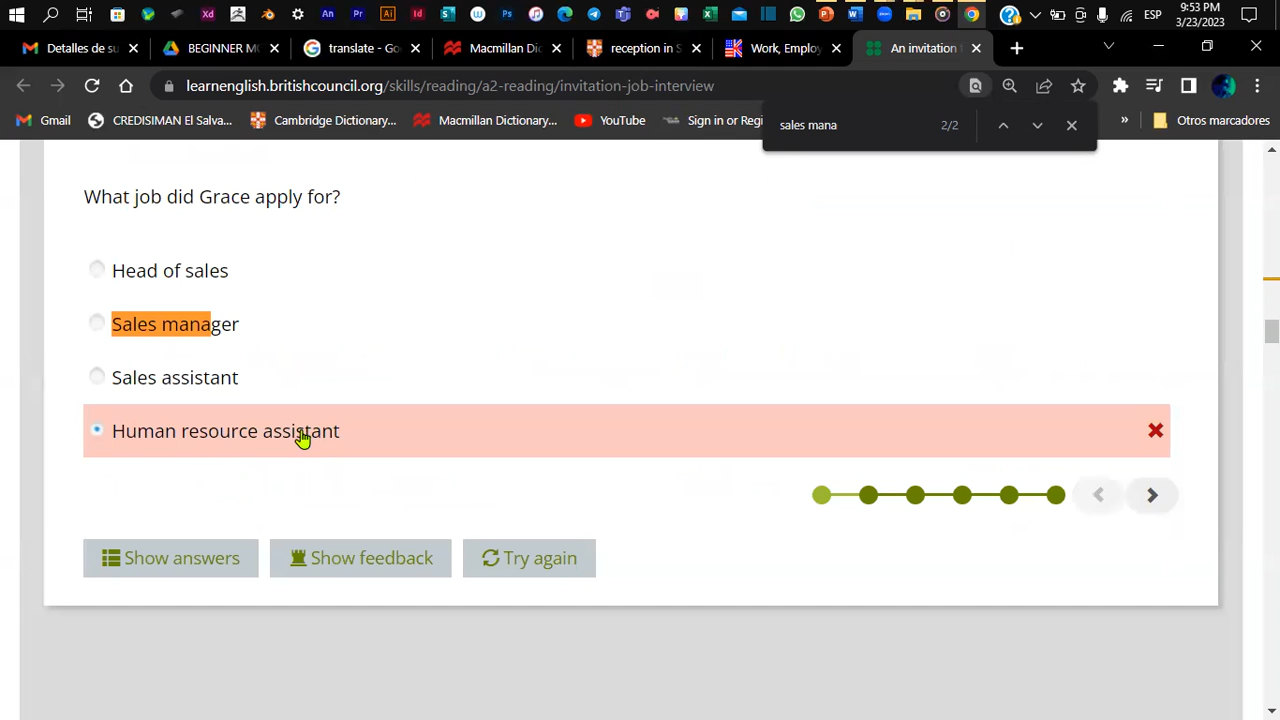 ESP
9:53 PM
3/23/2023
Detalles de su
BEGINNER M
translate - Go
Macmillan Dic
reception in S
Work, Employ
An invitation
learnenglish.britishcouncil.org/skills/reading/a2-reading/invitation-job-interview
Gmail
CREDISIMAN El Salva...
Cambridge Dictionary...
Macmillan Dictionary...
YouTube
Sign in or Regi
sales mana
2/2
»
Otros marcadores
What job did Grace apply for?
Head of sales
Sales manager
Sales assistant
Human resource assistant
Show answers
Show feedback
Try again